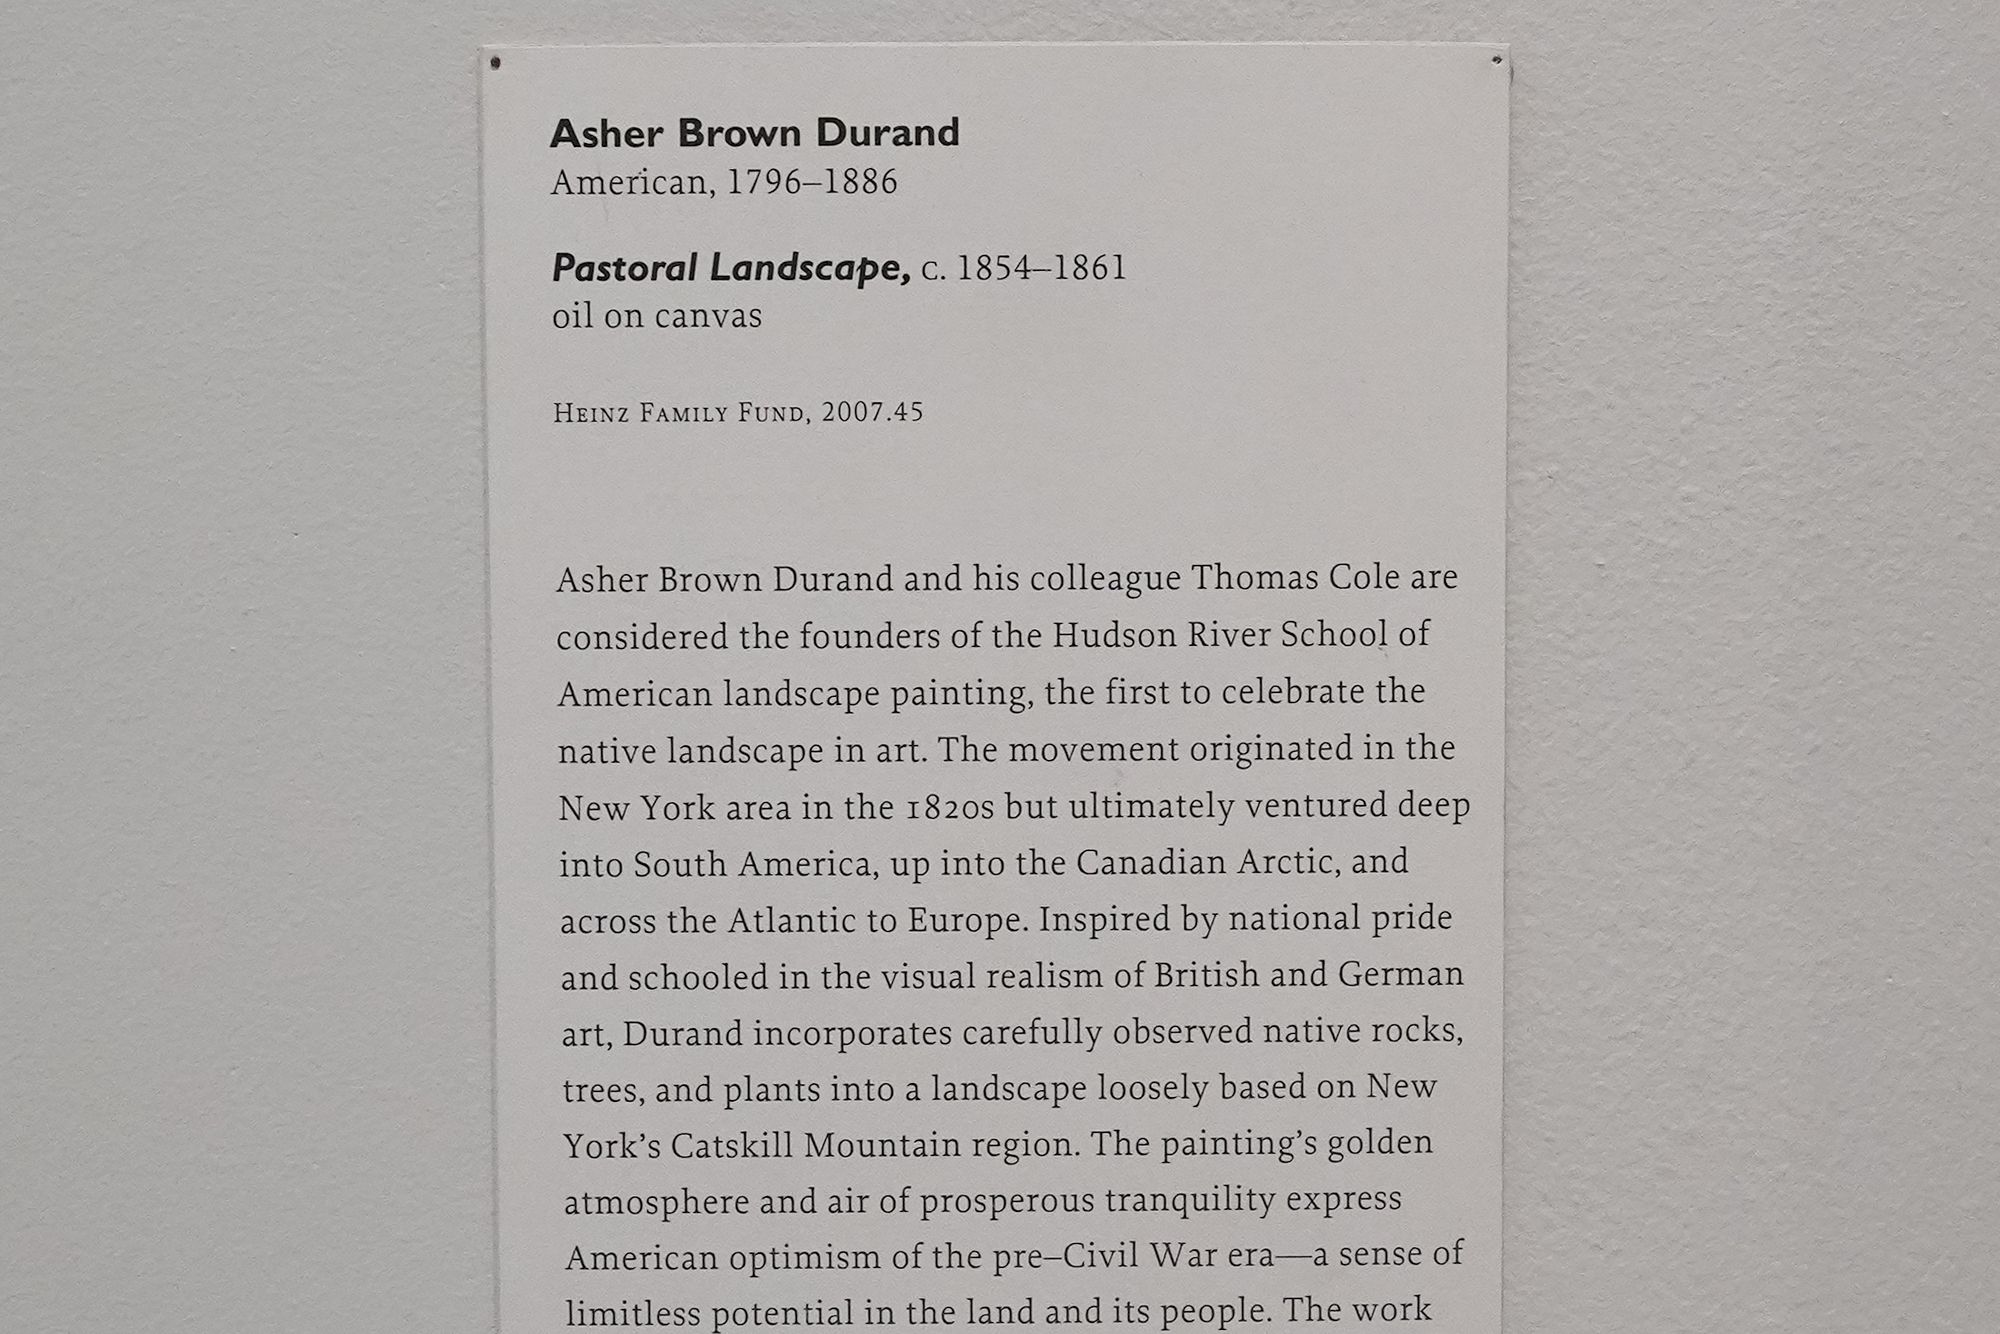 Asher Brown Durand
American, 1796–1886
Pastoral Landscape, c. 1854–1861
oil on canvas
Heinz Family Fund, 2007.45
Asher Brown Durand and his colleague Thomas Cole are
considered the founders of the Hudson River School of
American landscape painting, the first to celebrate the
native landscape in art. The movement originated in the
New York area in the 1820s but ultimately ventured deep
into South America, up into the Canadian Arctic, and
across the Atlantic to Europe. Inspired by national pride
and schooled in the visual realism of British and German
art, Durand incorporates carefully observed native rocks,
trees, and plants into a landscape loosely based on New
York’s Catskill Mountain region. The painting’s golden
atmosphere and air of prosperous tranquility express
American optimism of the pre–Civil War era—a sense of
limitless potential in the land and its people. The work